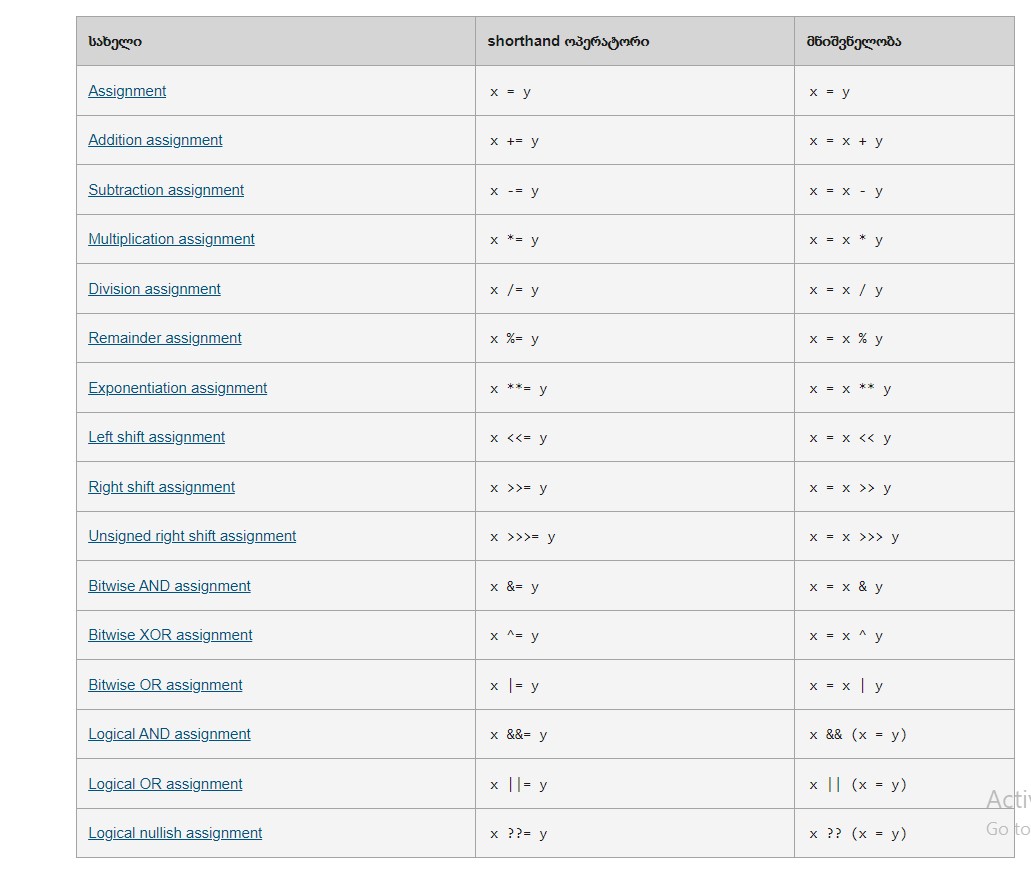 სახელი shorthand ოპერატორი მნიშვნელობა
Assignment x = y x = y
Addition assignment x += y x = x + y
Subtraction assignment x -= y x = x - y
Multiplication assignment x *= y x = x * y
Division assignment x /= y x = x / y
Remainder assignment x %= y x = x % y
Exponentiation assignment x **= y x = x ** y
Left shift assignment x <<= y x = x << y
Right shift assignment x >>= y x = x >> y
Unsigned right shift assignment x >>>= y x = x >>> y
Bitwise AND assignment x &= y x = x & y
Bitwise XOR assignment x ^= y x = x ^ y
Bitwise OR assignment x |= y x = x | y
Logical AND assignment x &&= y x && (x = y)
Logical OR assignment x ||= y x || (x = y)
Logical nullish assignment x ??= y x ?? (x = y)
Go to